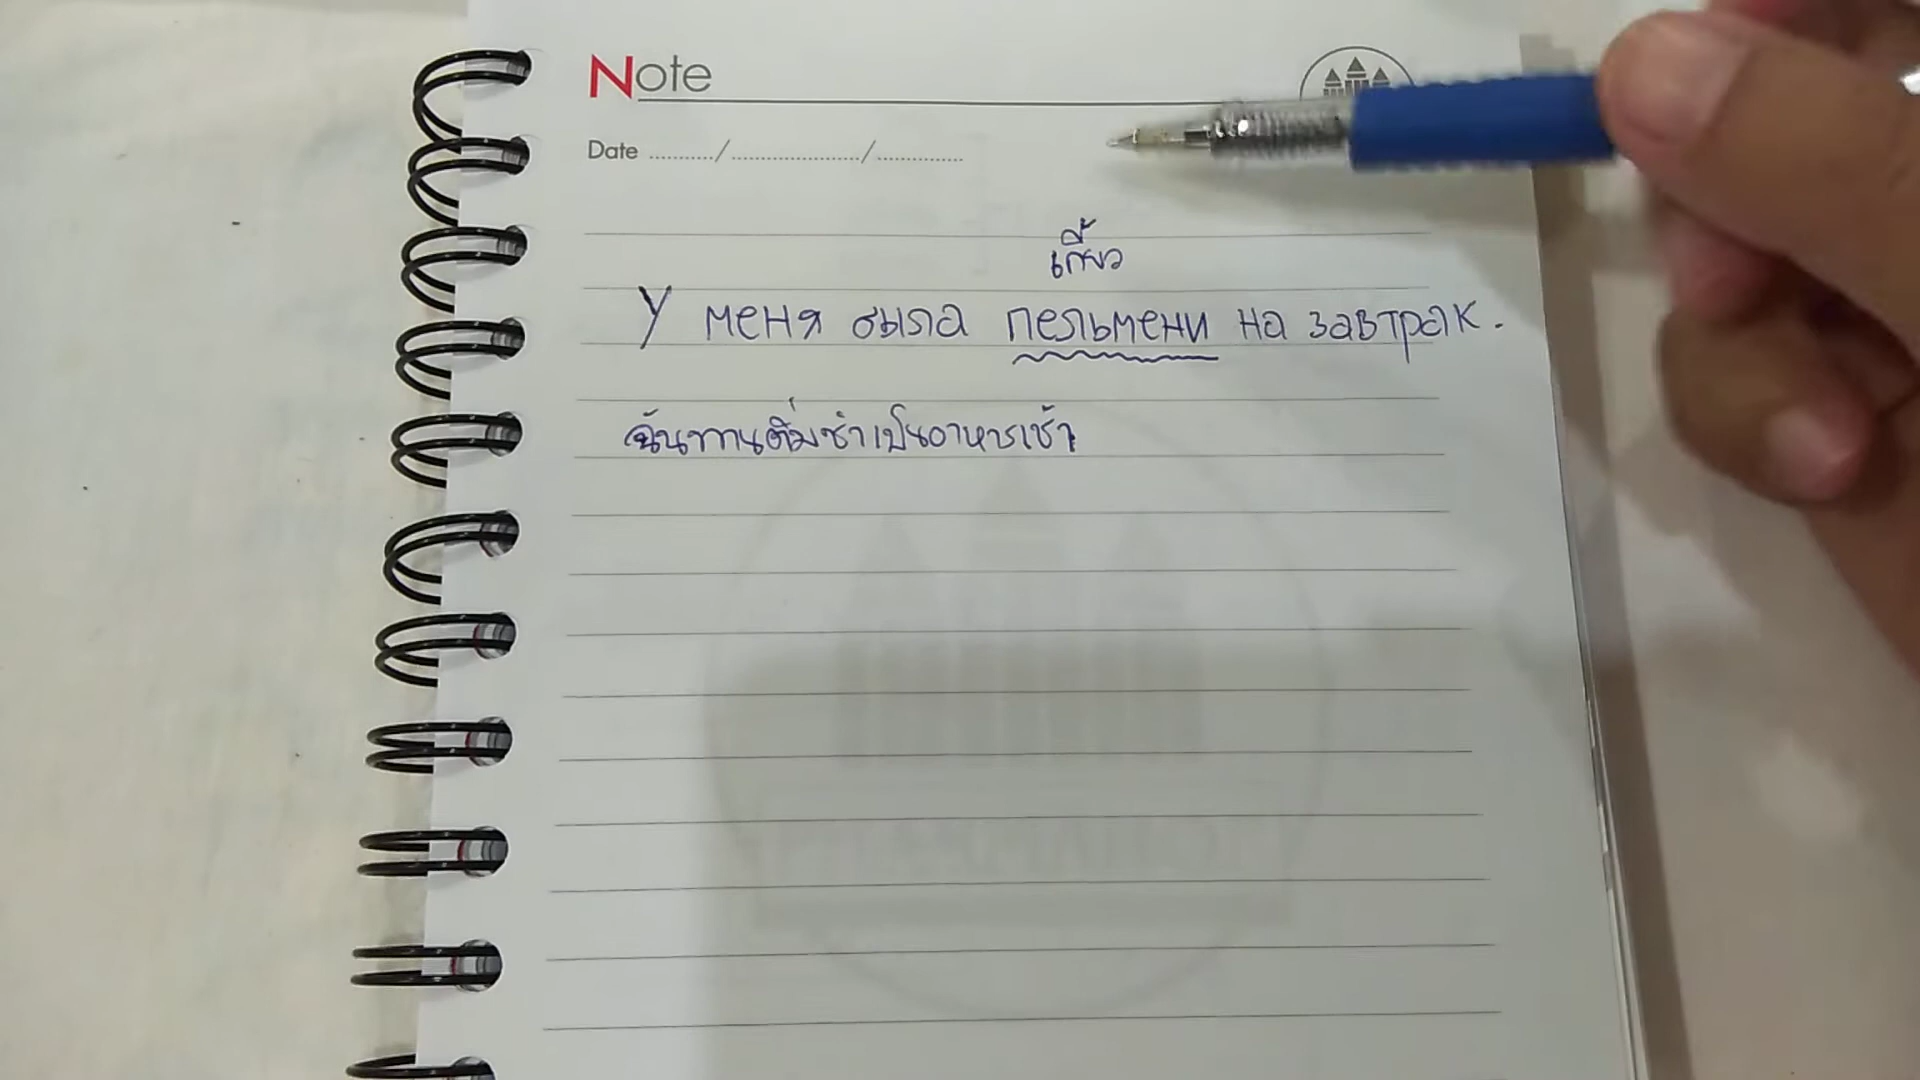 Note
Date ........../..................../.............
เกี๊ยว
У меня была пельмени на завтрак.
ฉันทานติ่มซำเป็นอาหารเช้า